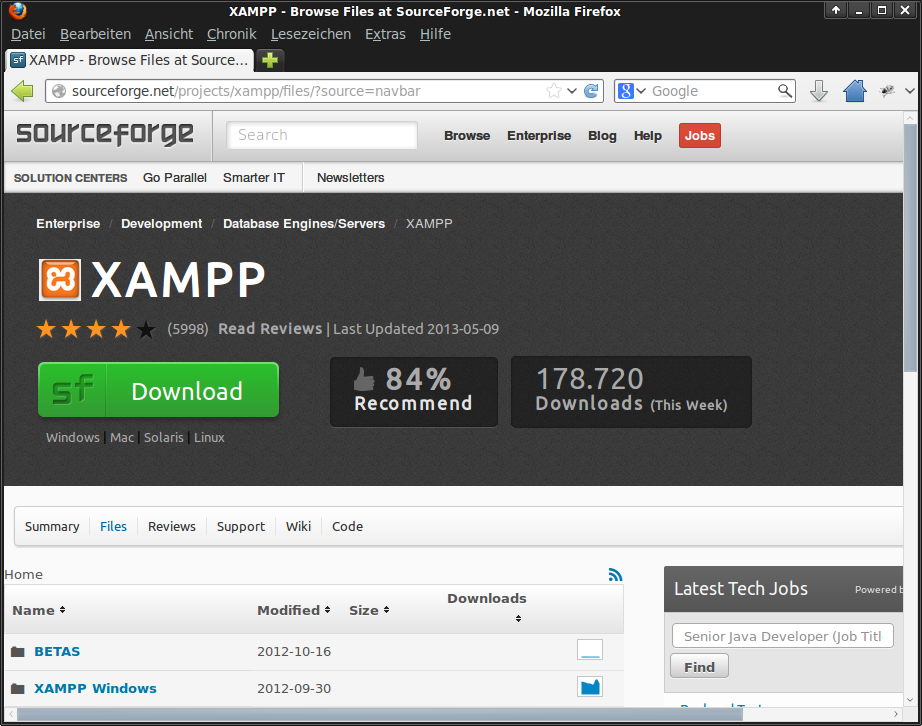 XAMPP - Browse Files at SourceForge.net - Mozilla Firefox
Datei Bearbeiten Ansicht Chronik Lesezeichen Extras Hilfe
sf XAMPP - Browse Files at Source...
sourceforge.net/projects/xampp/files/?source=navbar
8 Google
sourceforge Search Browse Enterprise Blog Help Jobs
SOLUTION CENTERS Go Parallel Smarter IT Newsletters
Enterprise / Development / Database Engines/Servers / XAMPP
XAMPP
(5998) Read Reviews | Last Updated 2013-05-09
sf Download
84%
Recommend
178.720
Downloads (This Week)
Windows | Mac | Solaris | Linux
Summary Files Reviews Support Wiki Code
Home
Name Modified Size Downloads
BETAS 2012-10-16
XAMPP Windows 2012-09-30
Latest Tech Jobs Powered b
Senior Java Developer (Job Titl
Find